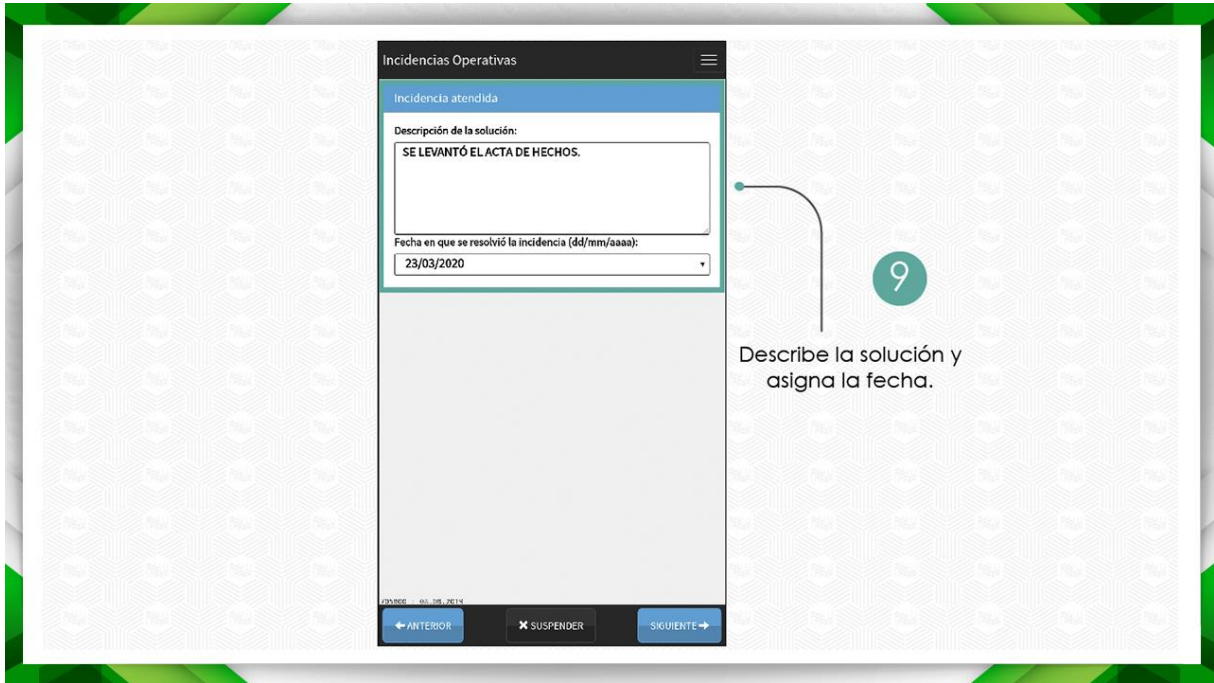 Incidencias Operativas
Incidencia atendida
Descripción de la solución:
SE LEVANTÓ EL ACTA DE HECHOS.
Fecha en que se resolvió la incidencia (dd/mm/aaaa):
23/03/2020
9
Describe la solución y
asigna la fecha.
ANTERIOR
SUSPENDER
SIGUIENTE